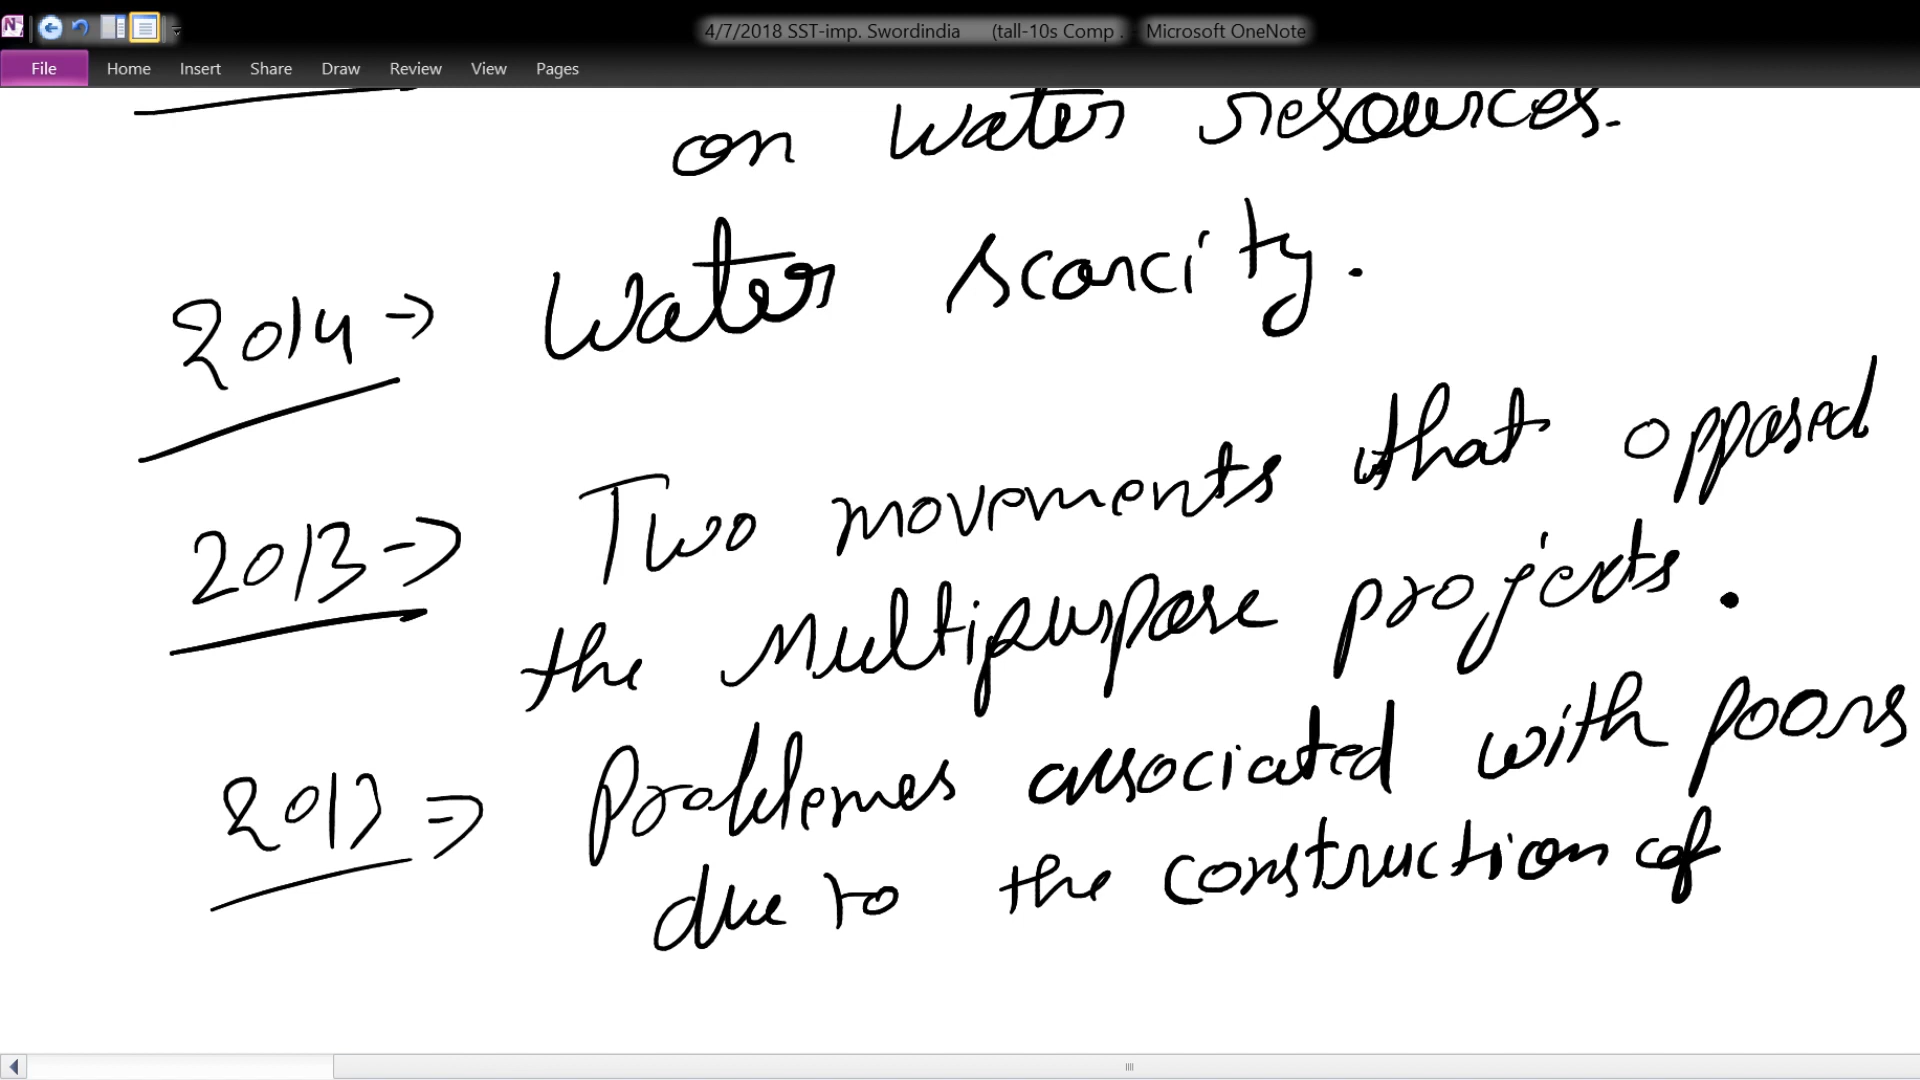 4/7/2018 SST-imp. Swordindia (tall-10s Comp . - Microsoft OneNote
File Home Insert Share Draw Review View Pages
on Water resources.
2014 → Water scarcity.
2013 → Two movements that opposed
the Multipurpose projects.
2013 ⇒ Problemes associated with poors
due to the construction of